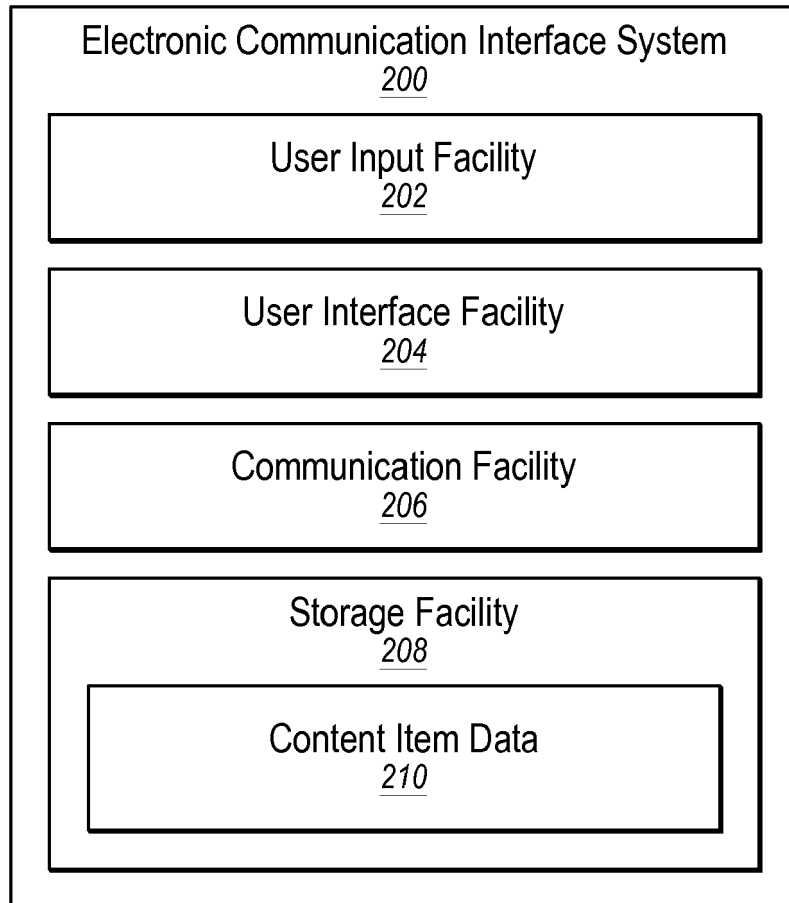 Electronic Communication Interface System
200
User Input Facility
202
User Interface Facility
204
Communication Facility
206
Storage Facility
208
Content Item Data
210